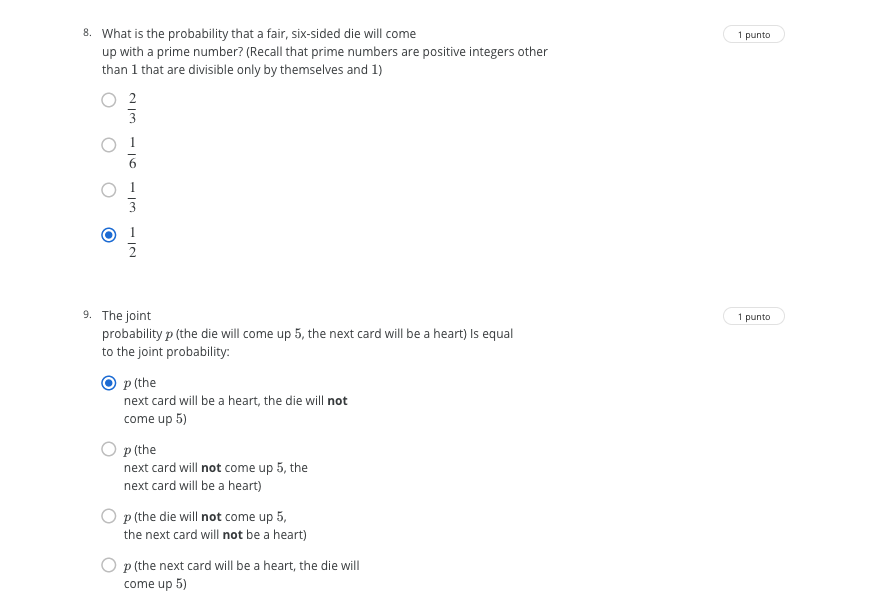 8. What is the probability that a fair, six-sided die will come 1 punto
up with a prime number? (Recall that prime numbers are positive integers other
than 1 that are divisible only by themselves and 1)
2
3
1
6
1
3
1
2
9. The joint 1 punto
probability p (the die will come up 5, the next card will be a heart) Is equal
to the joint probability:
p (the
next card will be a heart, the die will not
come up 5)
p (the
next card will not come up 5, the
next card will be a heart)
p (the die will not come up 5,
the next card will not be a heart)
p (the next card will be a heart, the die will
come up 5)